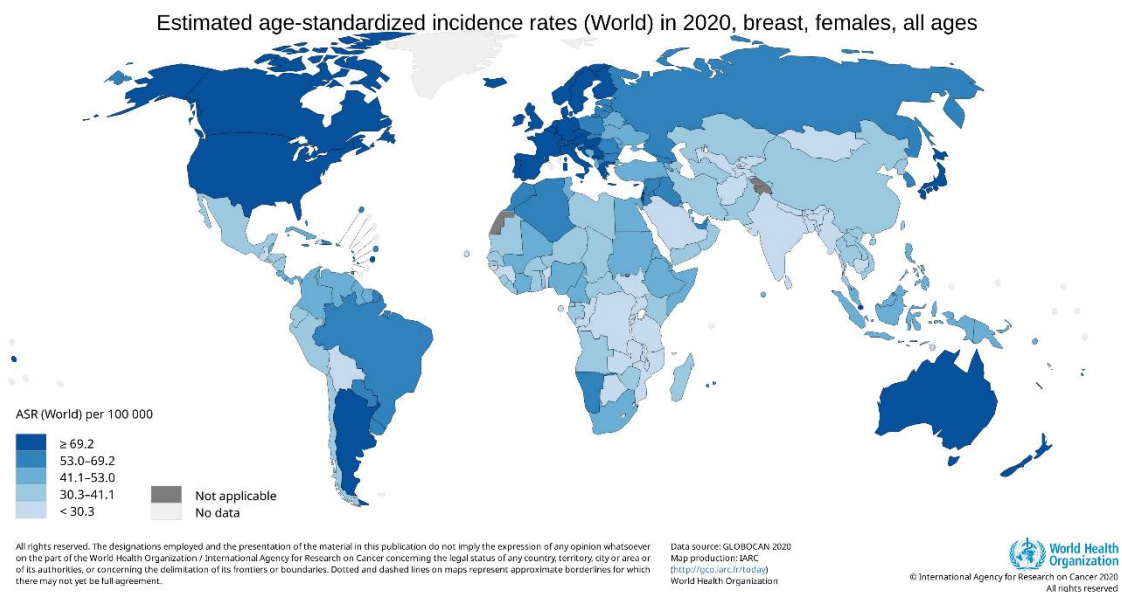 Estimated age-standardized incidence rates (World) in 2020, breast, females, all ages
ASR (World) per 100 000
≥ 69.2
53.0–69.2
41.1–53.0
30.3–41.1
< 30.3
Not applicable
No data
All rights reserved. The designations employed and the presentation of the material in this publication do not imply the expression of any opinion whatsoever
on the part of the World Health Organization / International Agency for Research on Cancer concerning the legal status of any country, territory, city or area or
of its authorities, or concerning the delimitation of its frontiers or boundaries. Dotted and dashed lines on maps represent approximate borderlines for which
there may not yet be full agreement.
Data source: GLOBOCAN 2020
Map production: IARC
(http://gco.iarc.fr/today)
World Health Organization
World Health
Organization
© International Agency for Research on Cancer 2020
All rights reserved